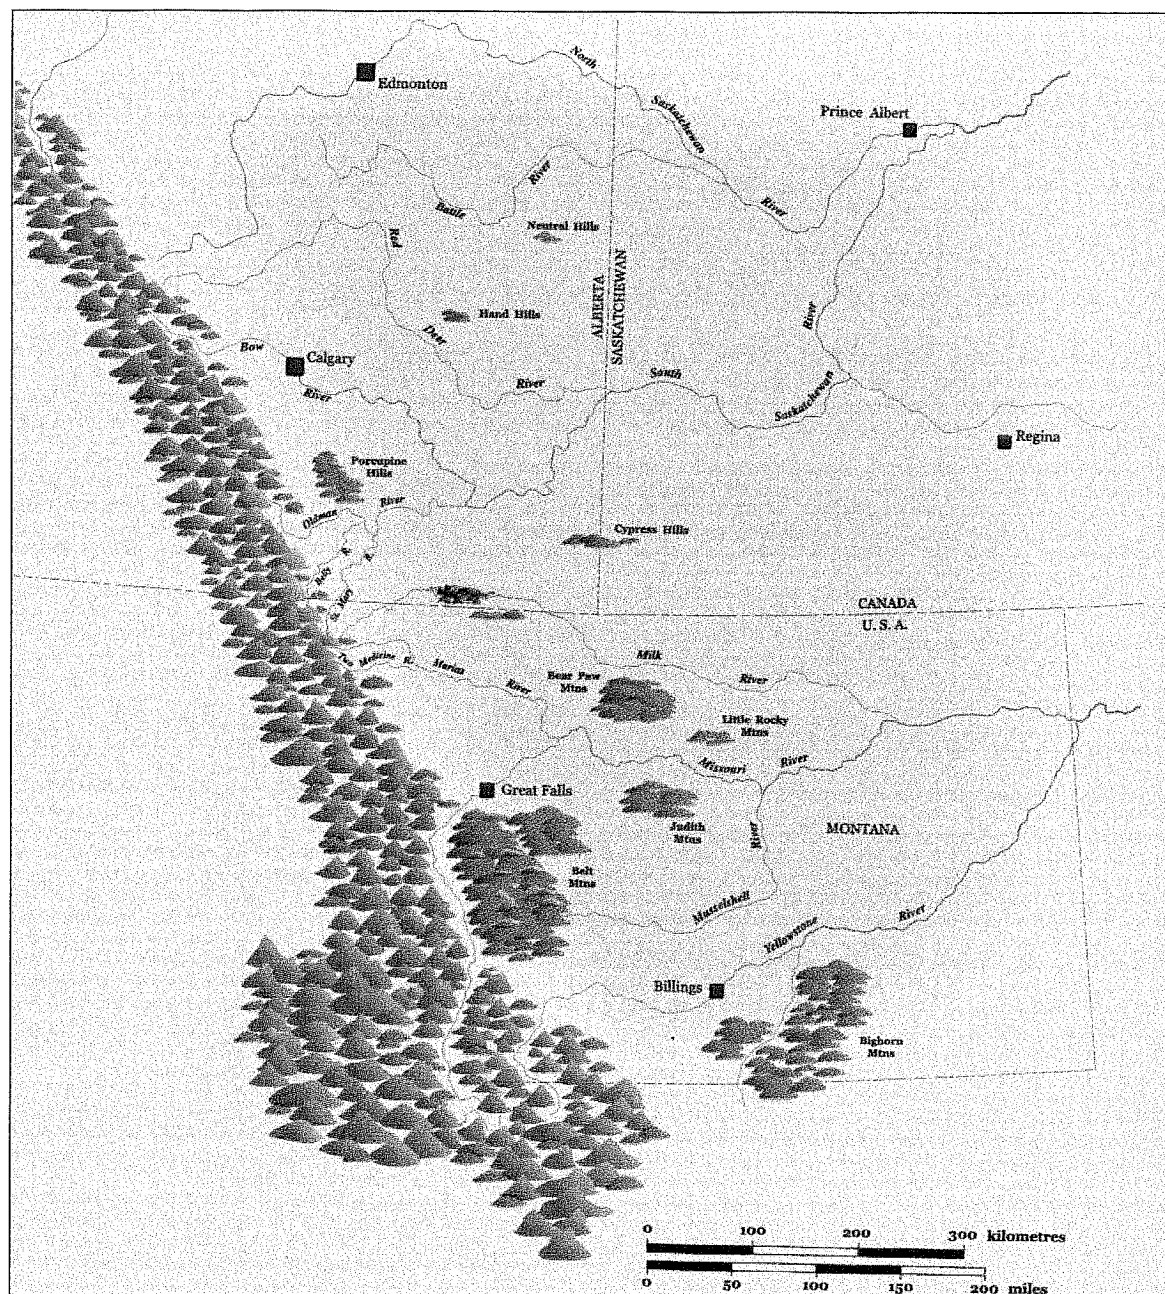 North
Edmonton
Saskatchewan
Prince Albert
River
River
Battle
Neutral Hills
Red
River
ALBERTA
SASKATCHEWAN
Hand Hills
Deer
Bow
Calgary
South
River
River
Saskatchewan
Regina
Porcupine
Hills
Oldman
River
Cypress Hills
Belly R.
St. Mary R.
CANADA
U. S. A.
Two Medicine R.
Marias
River
Milk
River
Bear Paw
Mtns
Little Rocky
Mtns
Missouri
River
Great Falls
Judith
Mtns
River
MONTANA
Belt
Mtns
Musselshell
Yellowstone
River
Billings
Bighorn
Mtns
0 100 200 300 kilometres
0 50 100 150 200 miles